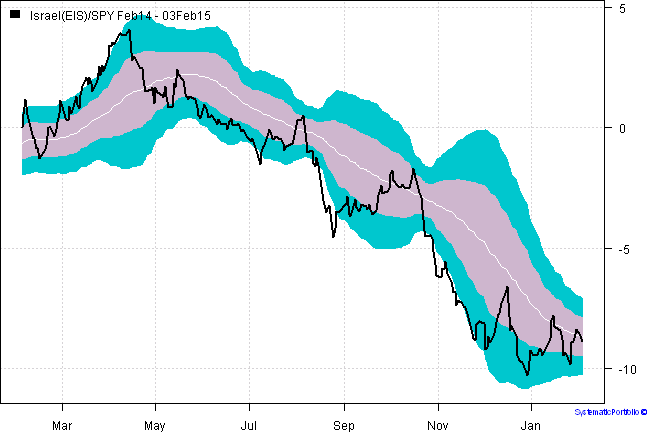 Israel(EIS)/SPY Feb14 - 03Feb15
5
0
-5
-10
Mar May Jul Sep Nov Jan
SystematicPortfolio ©